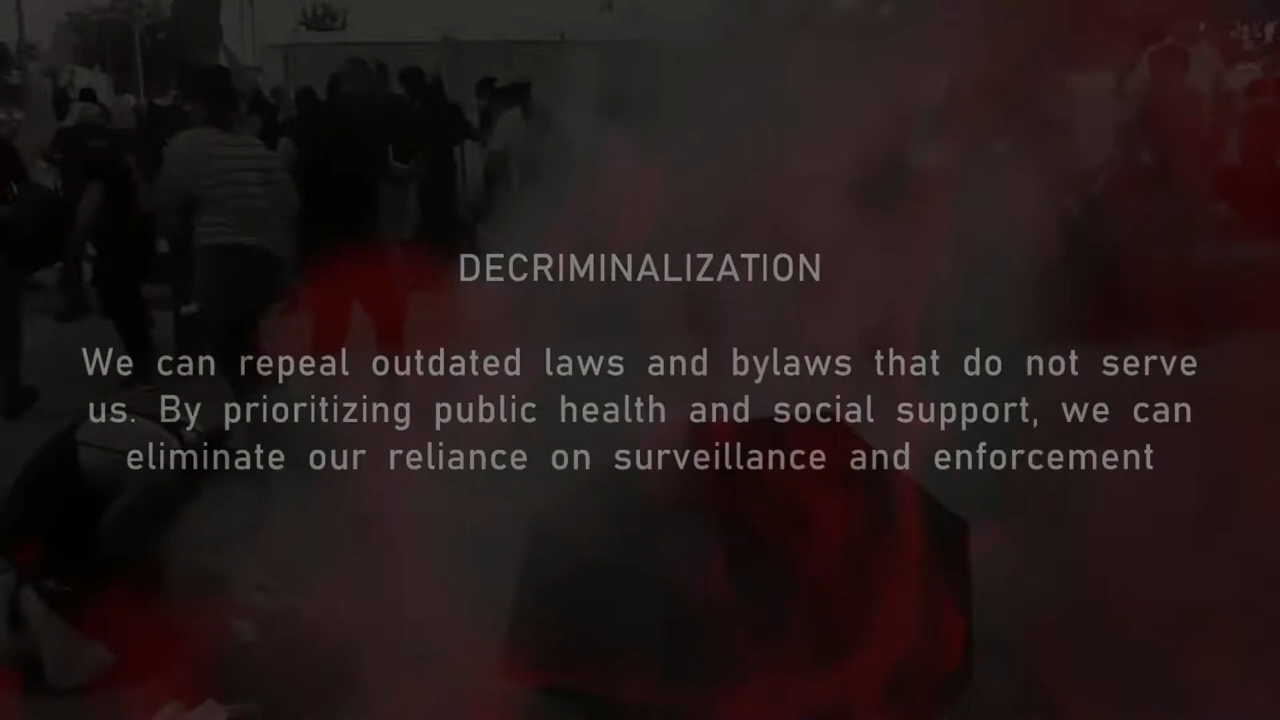 DECRIMINALIZATION
We can repeal outdated laws and bylaws that do not serve
us. By prioritizing public health and social support, we can
eliminate our reliance on surveillance and enforcement